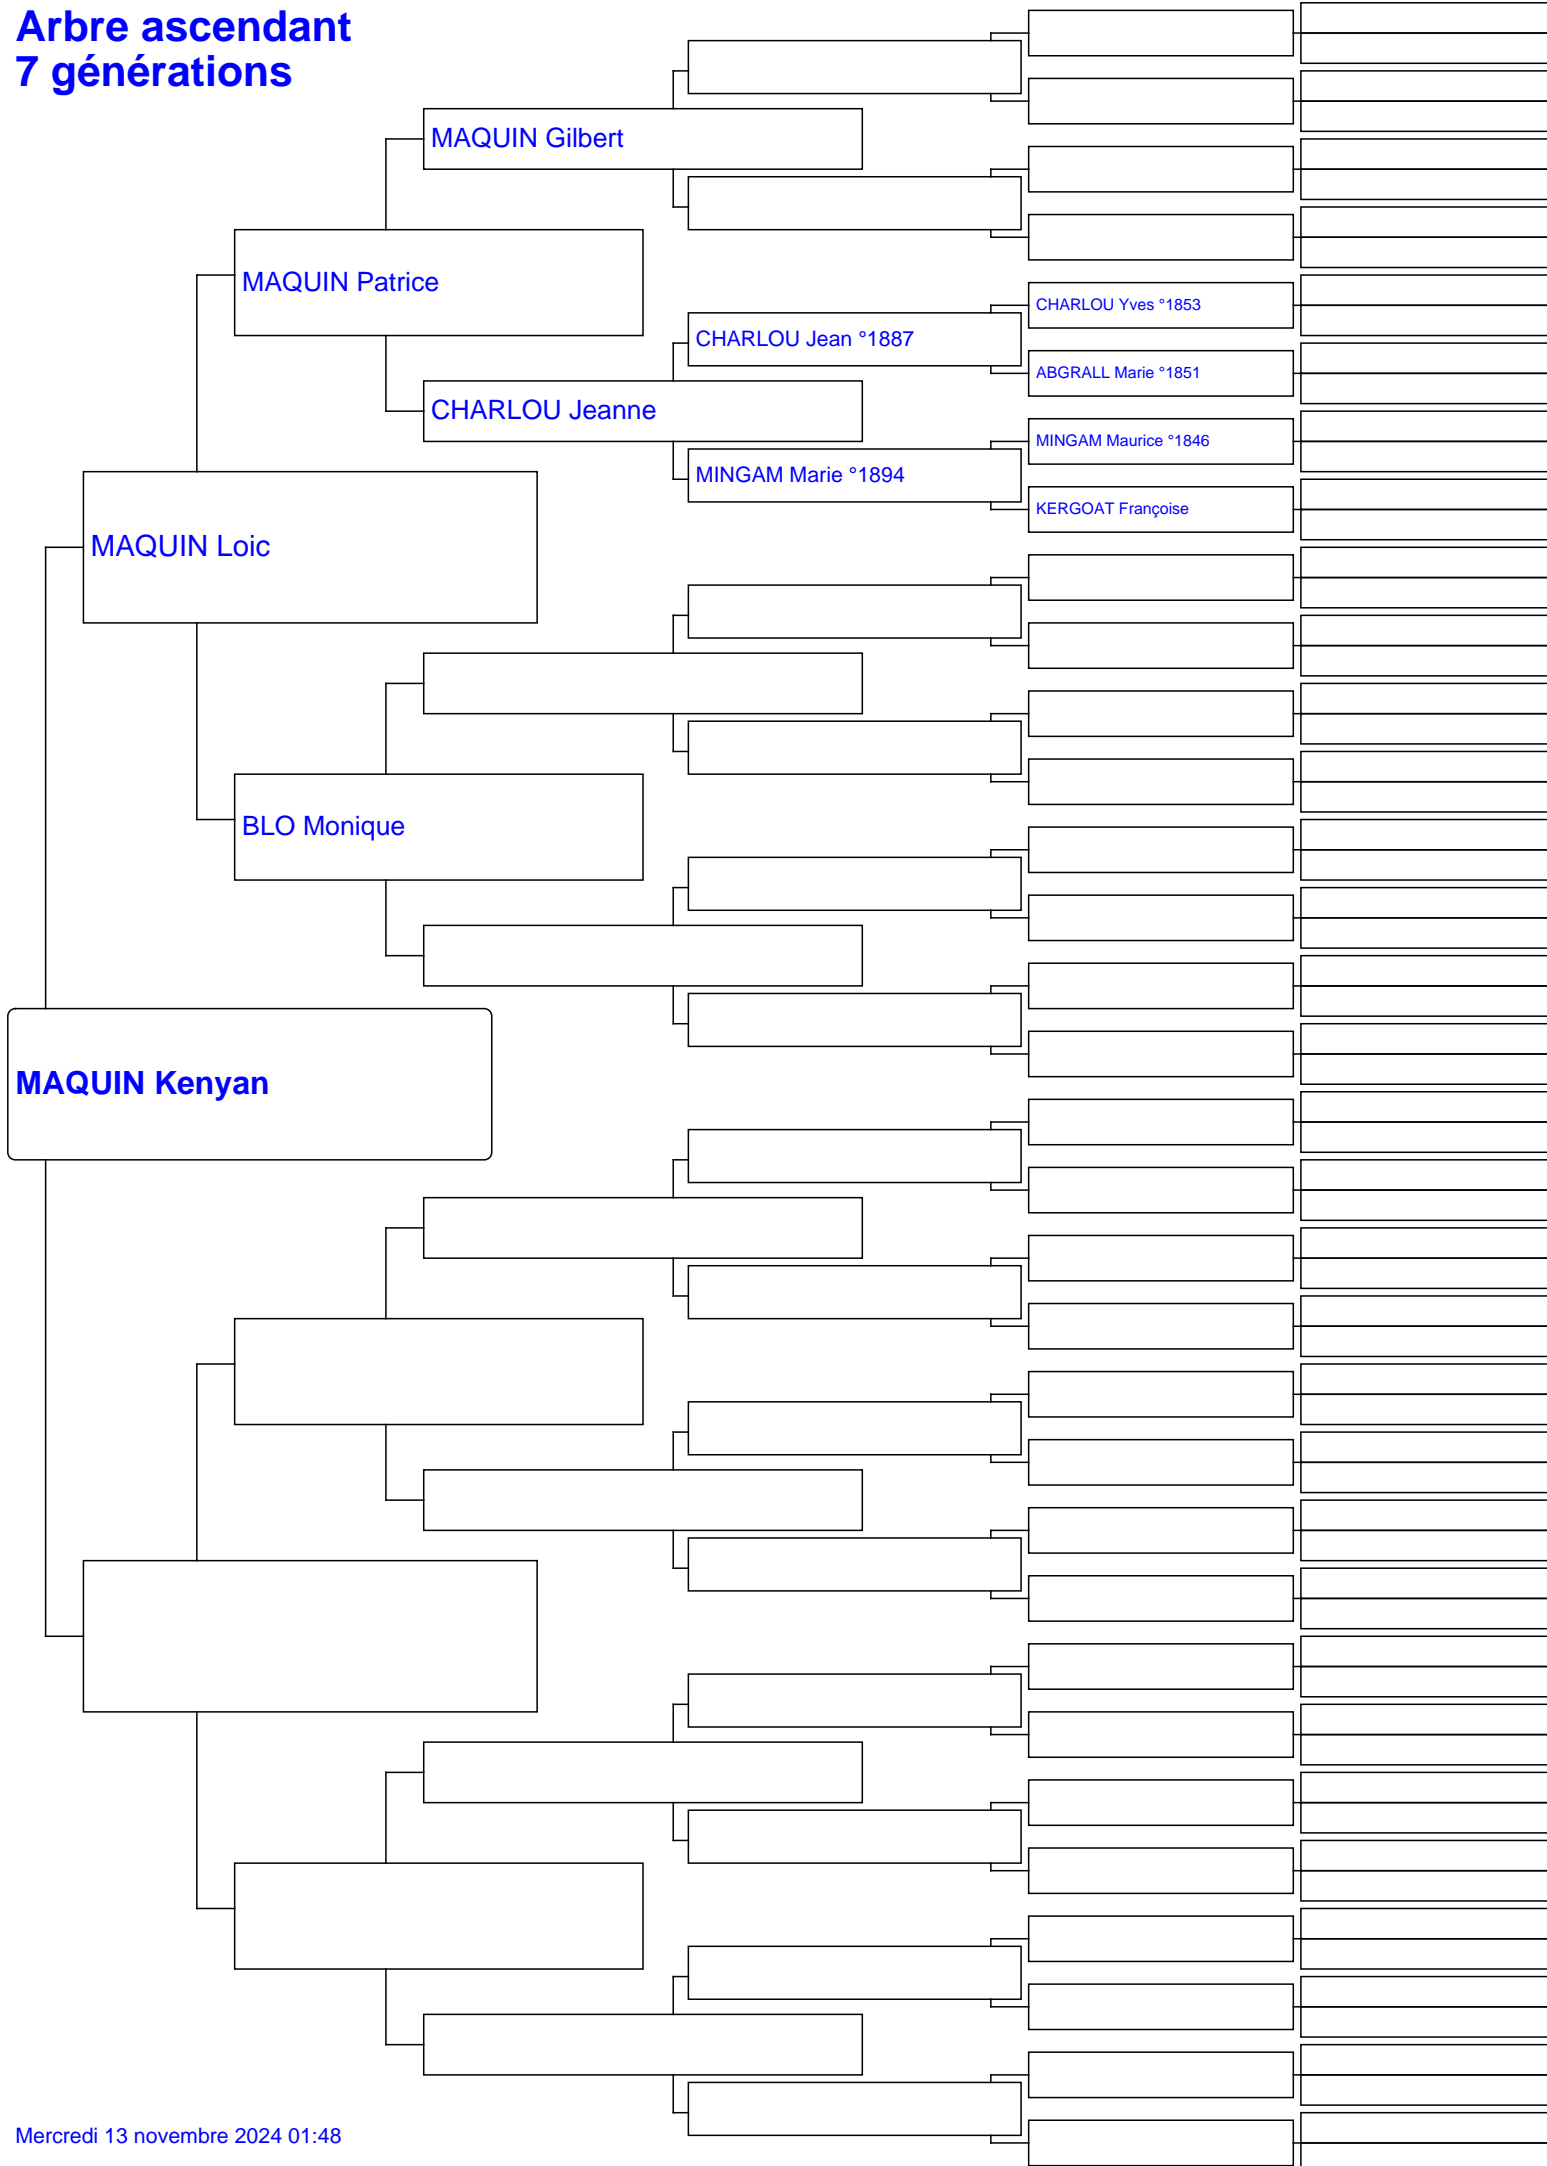 Arbre ascendant
7 générations
MAQUIN Gilbert
MAQUIN Patrice
CHARLOU Yves °1853
CHARLOU Jean °1887
ABGRALL Marie °1851
CHARLOU Jeanne
MINGAM Maurice °1846
MINGAM Marie °1894
KERGOAT Françoise
MAQUIN Loic
BLO Monique
MAQUIN Kenyan
Mercredi 13 novembre 2024 01:48